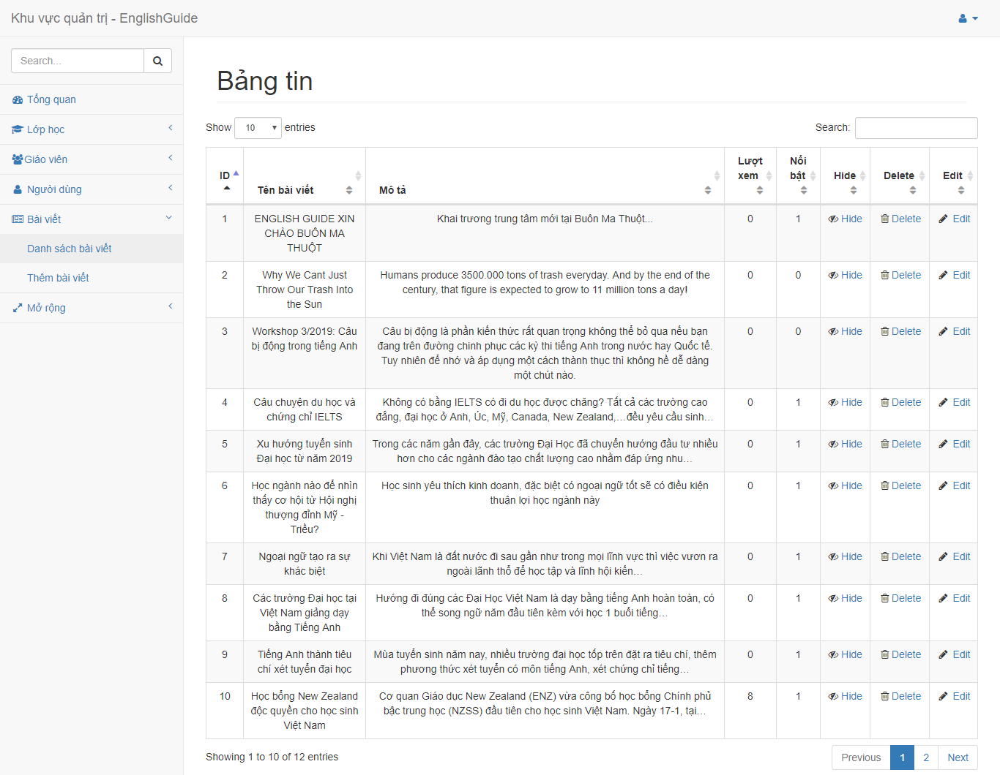 Khu vực quản trị - EnglishGuide
Search...
Tổng quan
Lớp học
Giáo viên
Người dùng
Bài viết
Danh sách bài viết
Thêm bài viết
Mở rộng
Bảng tin
Show 10 entries
Search:
ID
Tên bài viết
Mô tả
Lượt
xem
Nổi
bật
Hide
Delete
Edit
1
ENGLISH GUIDE XIN
CHÀO BUÔN MA
THUỘT
Khai trương trung tâm mới tại Buôn Ma Thuột...
0
1
Hide
Delete
Edit
2
Why We Cant Just
Throw Our Trash Into
the Sun
Humans produce 3500.000 tons of trash everyday. And by the end of the
century, that figure is expected to grow to 11 million tons a day!
0
0
Hide
Delete
Edit
3
Workshop 3/2019: Câu
bị động trong tiếng Anh
Câu bị động là phần kiến thức rất quan trọng không thể bỏ qua nếu bạn
đang trên đường chinh phục các kỳ thi tiếng Anh trong nước hay Quốc tế.
Tuy nhiên để nhớ và áp dụng một cách thành thục thì không hề dễ dàng
một chút nào.
0
0
Hide
Delete
Edit
4
Câu chuyện du học và
chứng chỉ IELTS
Không có bằng IELTS có đi du học được chăng? Tất cả các trường cao
đẳng, đại học ở Anh, Úc, Mỹ, Canada, New Zealand,…đều yêu cầu sinh…
0
1
Hide
Delete
Edit
5
Xu hướng tuyển sinh
Đại học từ năm 2019
Trong các năm gần đây, các trường Đại Học đã chuyển hướng đầu tư nhiều
hơn cho các ngành đào tạo chất lượng cao nhằm đáp ứng nhu…
0
1
Hide
Delete
Edit
6
Học ngành nào để nhìn
thấy cơ hội từ Hội nghị
thượng đỉnh Mỹ -
Triều?
Học sinh yêu thích kinh doanh, đặc biệt có ngoại ngữ tốt sẽ có điều kiện
thuận lợi học ngành này
0
1
Hide
Delete
Edit
7
Ngoại ngữ tạo ra sự
khác biệt
Khi Việt Nam là đất nước đi sau gần như trong mọi lĩnh vực thì việc vươn ra
ngoài lãnh thổ để học tập và lĩnh hội kiến…
0
1
Hide
Delete
Edit
8
Các trường Đại học tại
Việt Nam giảng dạy
bằng Tiếng Anh
Hướng đi đúng các Đại Học Việt Nam là dạy bằng tiếng Anh hoàn toàn, có
thể song ngữ năm đầu tiên kèm với học 1 buổi tiếng…
0
1
Hide
Delete
Edit
9
Tiếng Anh thành tiêu
chí xét tuyển đại học
Mùa tuyển sinh năm nay, nhiều trường đại học tốp trên đặt ra tiêu chí, thêm
phương thức xét tuyển có môn tiếng Anh, xét chứng chỉ tiếng…
0
1
Hide
Delete
Edit
10
Học bổng New Zealand
độc quyền cho học sinh
Việt Nam
Cơ quan Giáo dục New Zealand (ENZ) vừa công bố học bổng Chính phủ
bậc trung học (NZSS) đầu tiên cho học sinh Việt Nam. Ngày 17-1, tại…
8
1
Hide
Delete
Edit
Showing 1 to 10 of 12 entries
Previous
1
2
Next